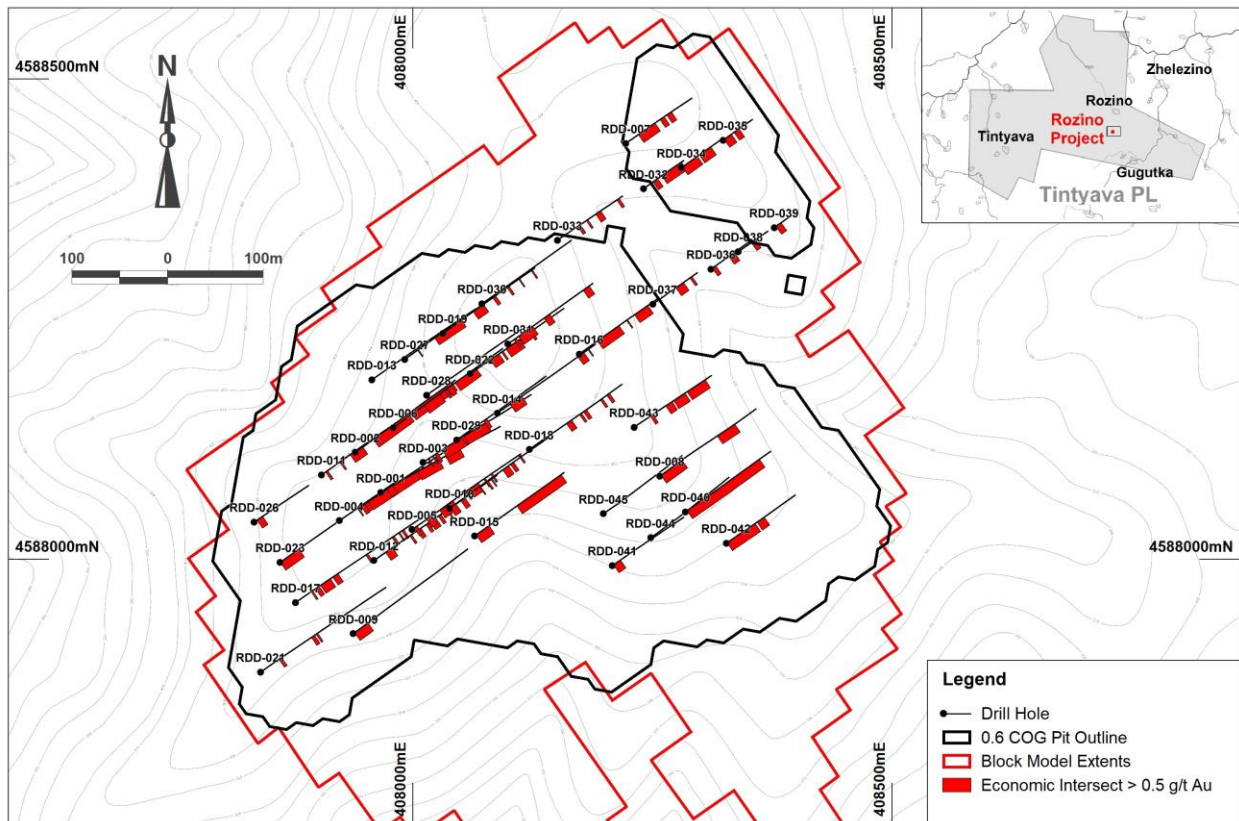 408000mE
408500mE
4588500mN
N
100 0 100m
Zhelezino
Rozino
Rozino
Project
Tintyava
Gugutka
Tintyava PL
RDD-007
RDD-035
RDD-034
RDD-032
RDD-039
RDD-033
RDD-038
RDD-036
RDD-030
RDD-037
RDD-019
RDD-031
RDD-016
RDD-027
RDD-013
RDD-022
RDD-028
RDD-014
RDD-006
RDD-043
RDD-029
RDD-002
RDD-018
RDD-003
RDD-011
RDD-008
RDD-001
RDD-026
RDD-004
RDD-010
RDD-045
RDD-040
RDD-005
RDD-015
RDD-044
RDD-042
4588000mN
4588000mN
RDD-023
RDD-012
RDD-041
RDD-017
RDD-009
RDD-021
408000mE
408500mE
Legend
Drill Hole
0.6 COG Pit Outline
Block Model Extents
Economic Intersect > 0.5 g/t Au